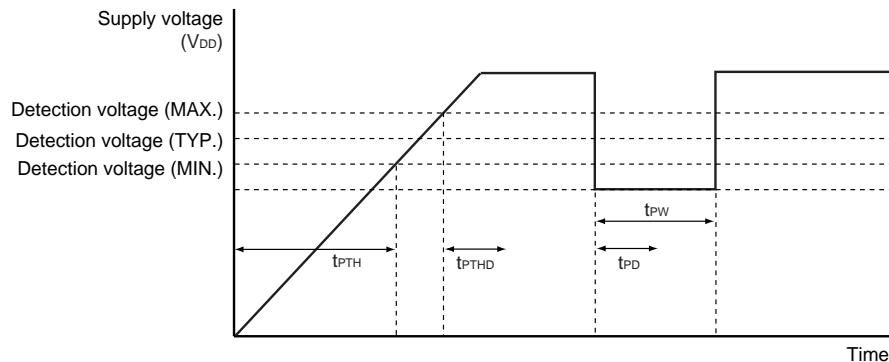 Supply voltage
(VDD)
Detection voltage (MAX.)
Detection voltage (TYP.)
Detection voltage (MIN.)
tPW
tPTH
tPTHD
tPD
Time